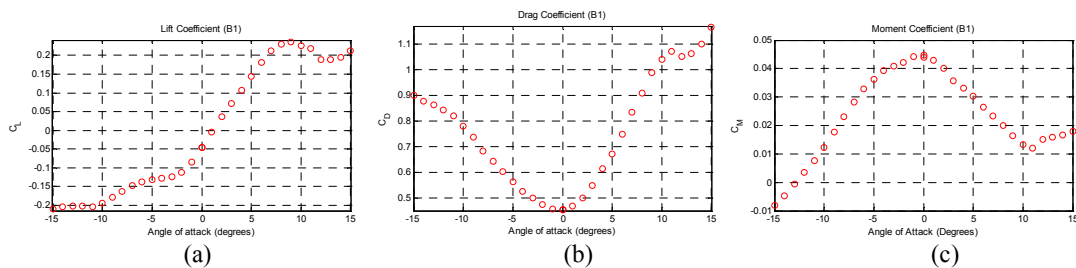 Lift Coefficient (B1)
0.2
0.15
0.1
0.05
0
-0.05
-0.1
-0.15
-0.2
C_L
-15 -10 -5 0 5 10 15
Angle of attack (degrees)
(a)
Drag Coefficient (B1)
1.1
1
0.9
0.8
0.7
0.6
0.5
C_D
-15 -10 -5 0 5 10 15
Angle of attack (degrees)
(b)
Moment Coefficient (B1)
0.05
0.04
0.03
0.02
0.01
0
-0.01
C_M
-15 -10 -5 0 5 10 15
Angle of Attack (Degrees)
(c)